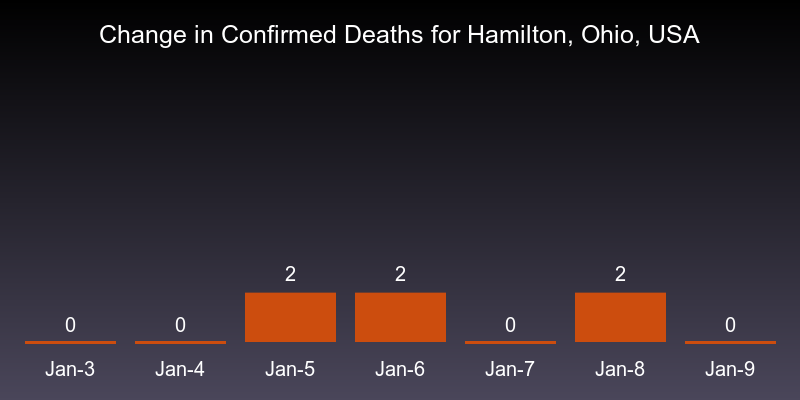 Change in Confirmed Deaths for Hamilton, Ohio, USA
0 0 2 2 0 2 0
Jan-3 Jan-4 Jan-5 Jan-6 Jan-7 Jan-8 Jan-9